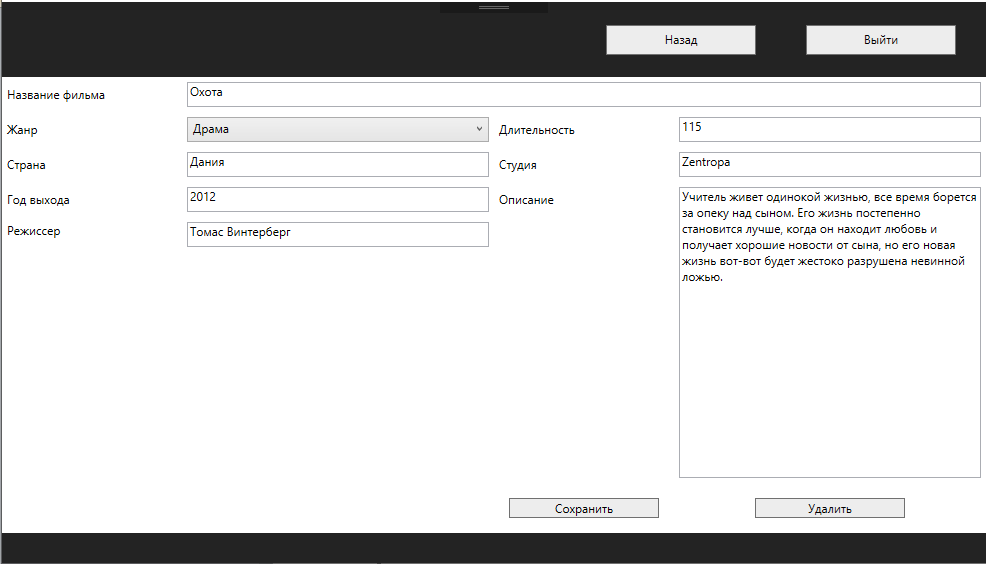 Назад Выйти
Название фильма Охота
Жанр Драма Длительность 115
Страна Дания Студия Zentropa
Год выхода 2012 Описание Учитель живет одинокой жизнью, все время борется
за опеку над сыном. Его жизнь постепенно
становится лучше, когда он находит любовь и
получает хорошие новости от сына, но его новая
жизнь вот-вот будет жестоко разрушена невинной
ложью.
Режиссер Томас Винтерберг
Сохранить Удалить